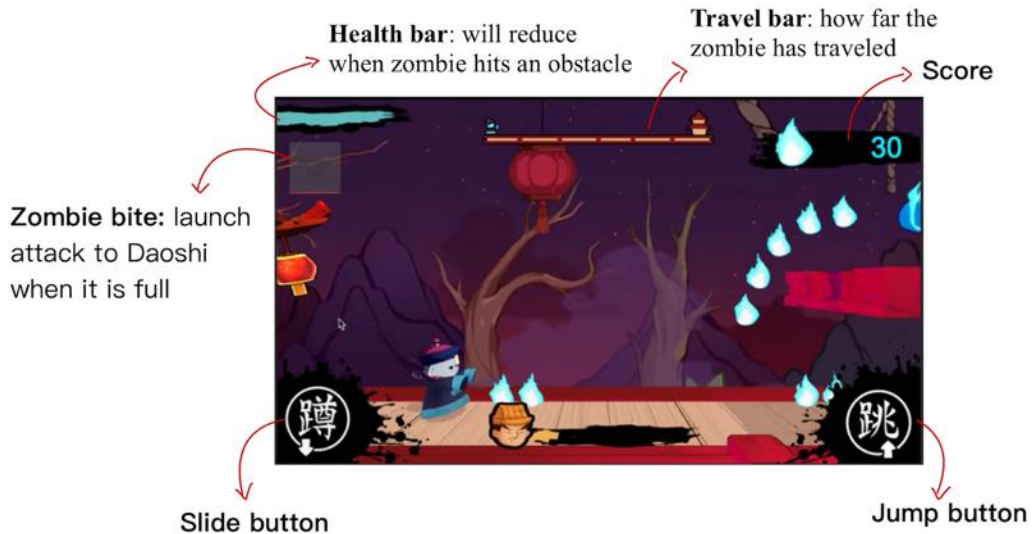 Health bar: will reduce
when zombie hits an obstacle
Travel bar: how far the
zombie has traveled
Score
30
Zombie bite: launch
attack to Daoshi
when it is full
蹲
跳
Slide button
Jump button